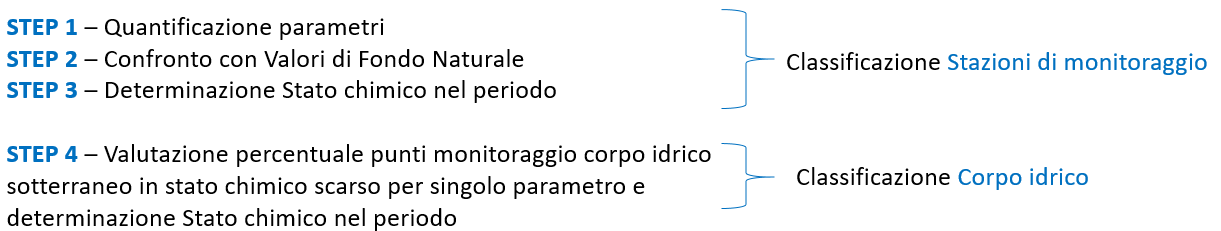 STEP 1 – Quantificazione parametri
STEP 2 – Confronto con Valori di Fondo Naturale
STEP 3 – Determinazione Stato chimico nel periodo
Classificazione Stazioni di monitoraggio
STEP 4 – Valutazione percentuale punti monitoraggio corpo idrico
sotterraneo in stato chimico scarso per singolo parametro e
determinazione Stato chimico nel periodo
Classificazione Corpo idrico